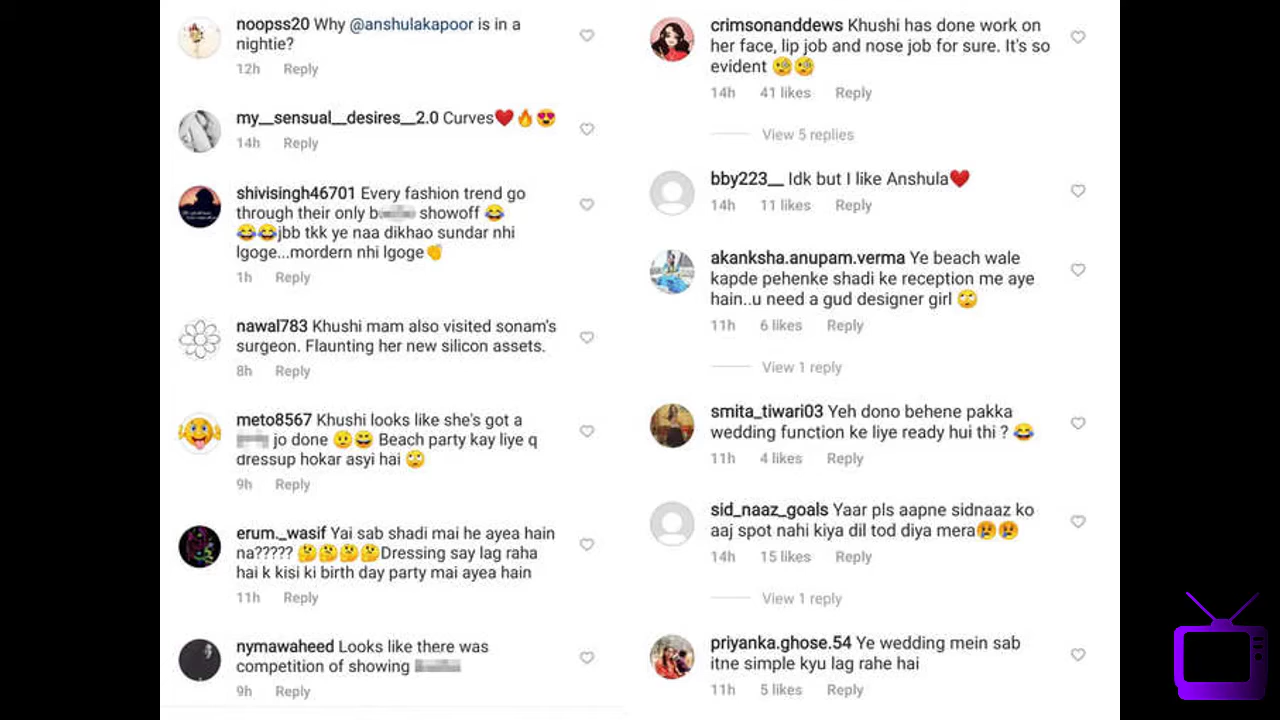 noopss20 Why @anshulakapoor is in a
nightie?
12h Reply
my__sensual__desires__2.0 Curves❤️🔥😍
14h Reply
shivisingh46701 Every fashion trend go
through their only b showoff 😂
😂😂jbb tkk ye naa dikhao sundar nhi
lgoge...mordern nhi lgoge👏
1h Reply
nawal783 Khushi mam also visited sonam's
surgeon. Flaunting her new silicon assets.
8h Reply
meto8567 Khushi looks like she's got a
jo done 🤨😄 Beach party kay liye q
dressup hokar asyi hai 🙄
9h Reply
erum._wasif Yai sab shadi mai he ayea hain
na????? 🤔🤔🤔🤔Dressing say lag raha
hai k kisi ki birth day party mai ayea hain
11h Reply
nymawaheed Looks like there was
competition of showing
9h Reply
crimsonanddews Khushi has done work on
her face, lip job and nose job for sure. It's so
evident 🧐🧐
14h 41 likes Reply
View 5 replies
bby223__ Idk but I like Anshula❤️
14h 11 likes Reply
akanksha.anupam.verma Ye beach wale
kapde pehenke shadi ke reception me aye
hain..u need a gud designer girl 🙄
11h 6 likes Reply
View 1 reply
smita_tiwari03 Yeh dono behene pakka
wedding function ke liye ready hui thi ? 😂
11h 4 likes Reply
sid_naaz_goals Yaar pls aapne sidnaaz ko
aaj spot nahi kiya dil tod diya mera😢😢
14h 15 likes Reply
View 1 reply
priyanka.ghose.54 Ye wedding mein sab
itne simple kyu lag rahe hai
11h 5 likes Reply